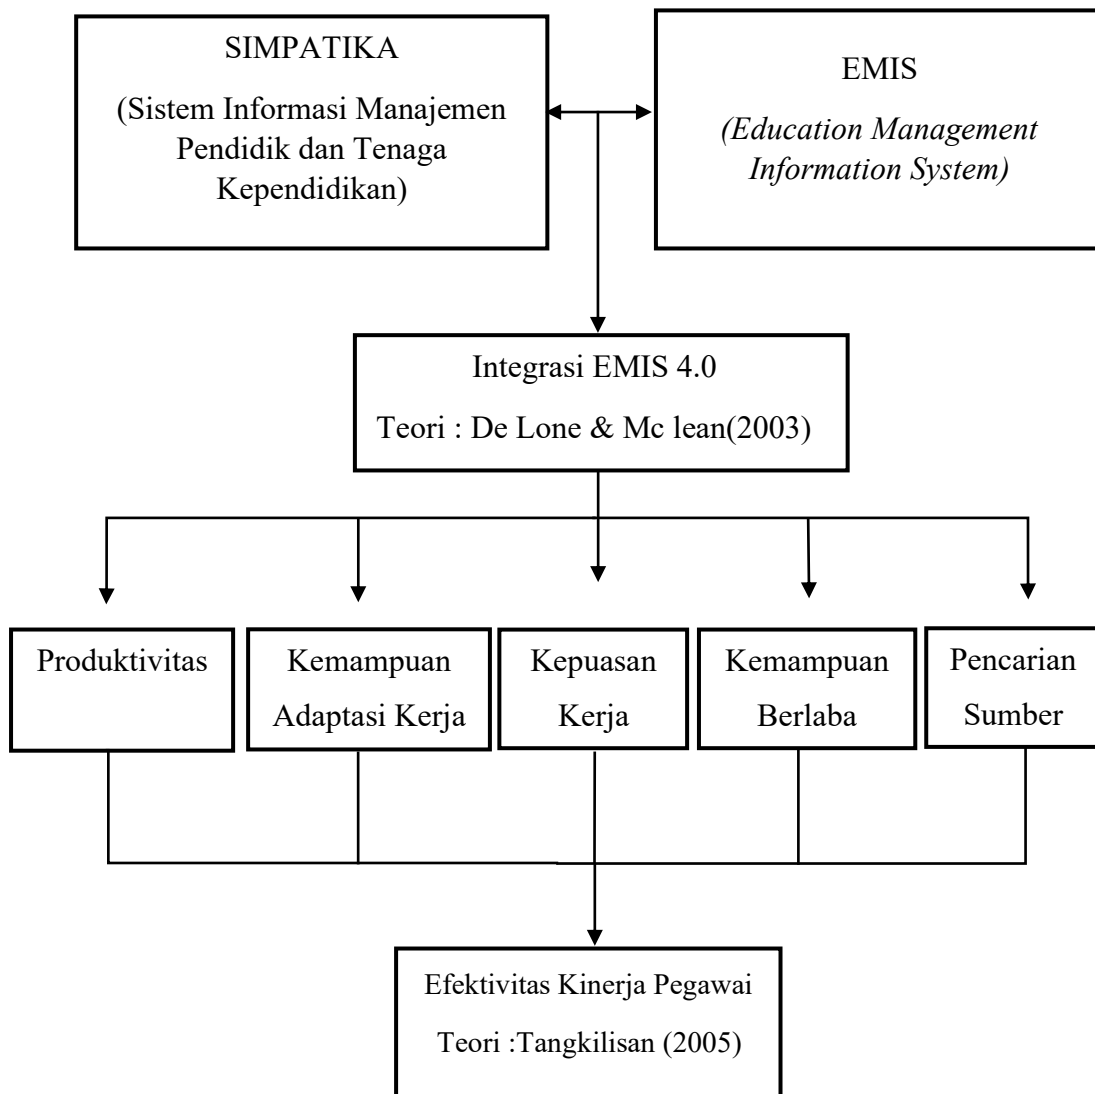 SIMPATIKA
(Sistem Informasi Manajemen
Pendidik dan Tenaga
Kependidikan)
EMIS
(Education Management
Information System)
Integrasi EMIS 4.0
Teori : De Lone & Mc lean(2003)
Produktivitas
Kemampuan
Adaptasi Kerja
Kepuasan
Kerja
Kemampuan
Berlaba
Pencarian
Sumber
Efektivitas Kinerja Pegawai
Teori :Tangkilisan (2005)